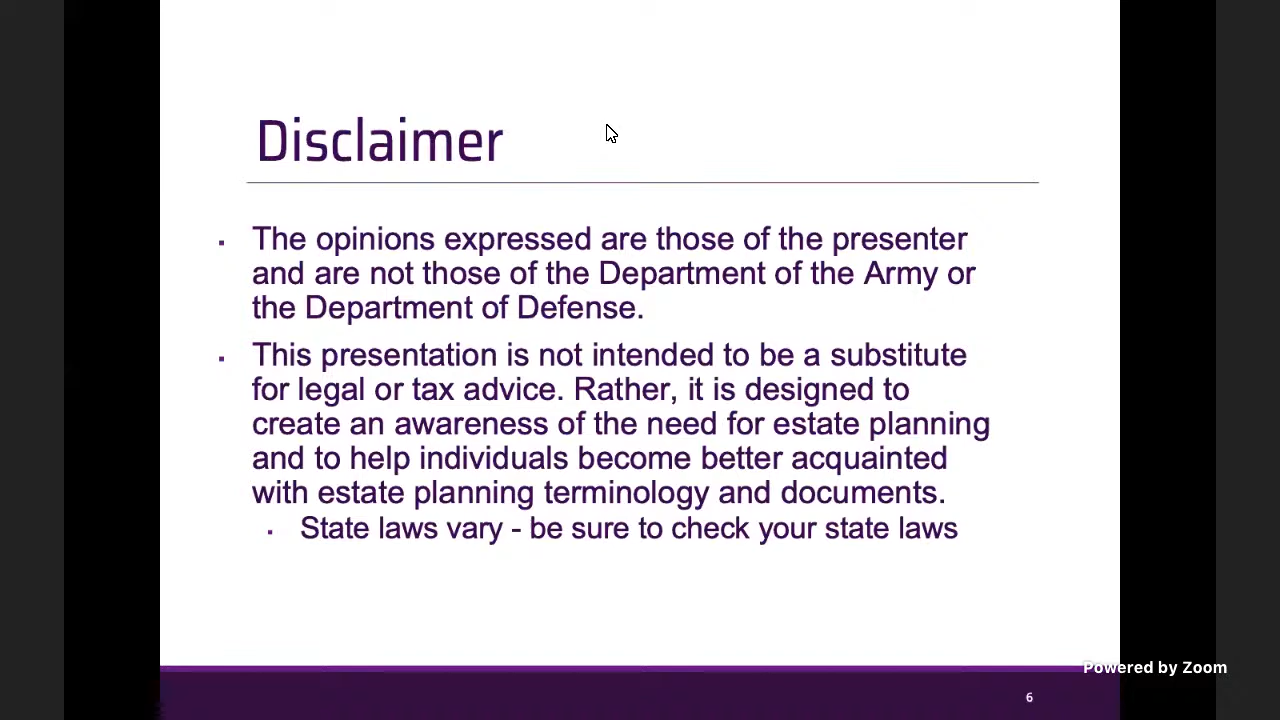 Disclaimer
▪ The opinions expressed are those of the presenter
and are not those of the Department of the Army or
the Department of Defense.
▪ This presentation is not intended to be a substitute
for legal or tax advice. Rather, it is designed to
create an awareness of the need for estate planning
and to help individuals become better acquainted
with estate planning terminology and documents.
▪ State laws vary - be sure to check your state laws
Powered by Zoom
6